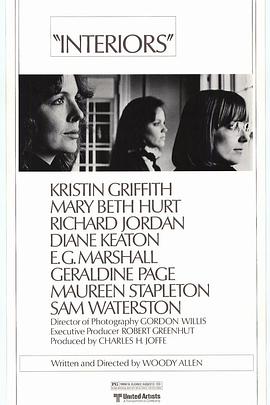 "INTERIORS"
KRISTIN GRIFFITH
MARY BETH HURT
RICHARD JORDAN
DIANE KEATON
E.G. MARSHALL
GERALDINE PAGE
MAUREEN STAPLETON
SAM WATERSTON
Director of Photography GORDON WILLIS
Executive Producer ROBERT GREENHUT
Produced by CHARLES H. JOFFE
Written and Directed by WOODY ALLEN
PG
United Artists